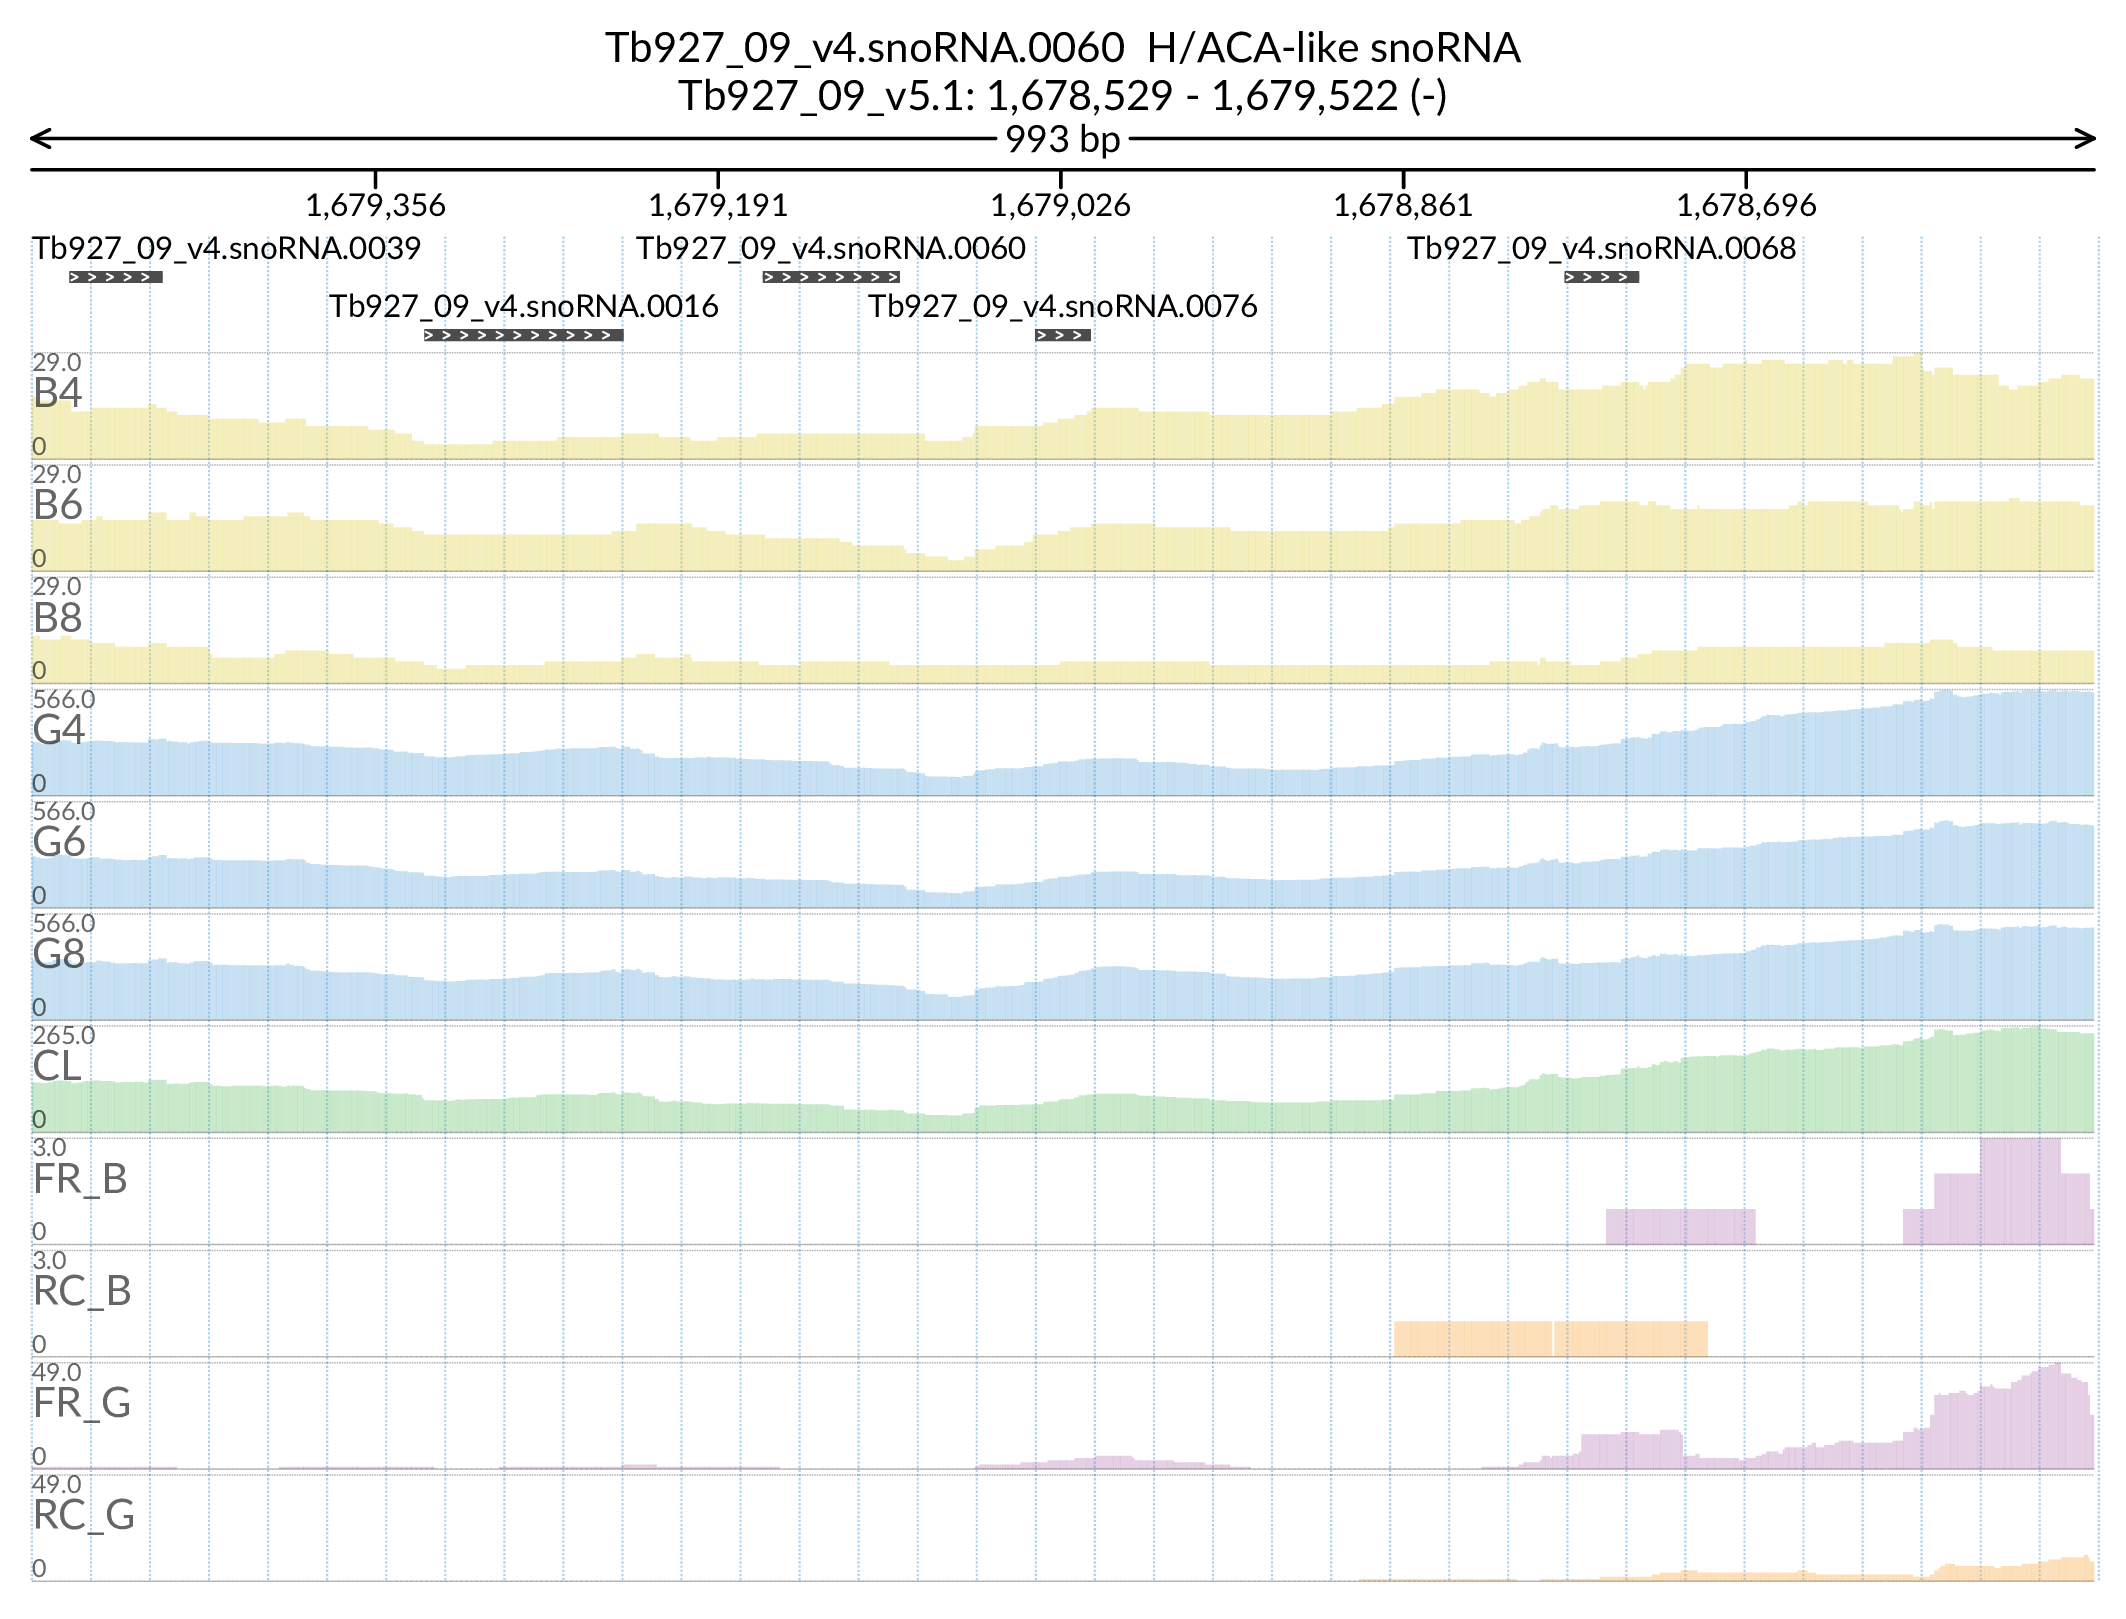 Tb927_09_v4.snoRNA.0060  H/ACA-like snoRNA
Tb927_09_v5.1: 1,678,529 - 1,679,522 (-)
993 bp
1,679,356 1,679,191 1,679,026 1,678,861 1,678,696
Tb927_09_v4.snoRNA.0039 Tb927_09_v4.snoRNA.0060 Tb927_09_v4.snoRNA.0068
Tb927_09_v4.snoRNA.0016 Tb927_09_v4.snoRNA.0076
29.0
B4
0
29.0
B6
0
29.0
B8
0
566.0
G4
0
566.0
G6
0
566.0
G8
0
265.0
CL
0
3.0
FR_B
0
3.0
RC_B
0
49.0
FR_G
0
49.0
RC_G
0